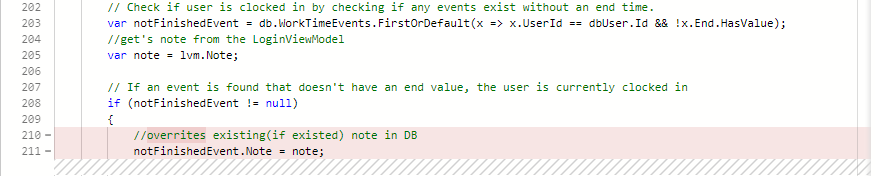 202 // Check if user is clocked in by checking if any events exist without an end time.
203 var notFinishedEvent = db.WorkTimeEvents.FirstOrDefault(x => x.UserId == dbUser.Id && !x.End.HasValue);
204 //get's note from the LoginViewModel
205 var note = lvm.Note;
206
207 // If an event is found that doesn't have an end value, the user is currently clocked in
208 if (notFinishedEvent != null)
209 {
210 - //overrites existing(if existed) note in DB
211 - notFinishedEvent.Note = note;